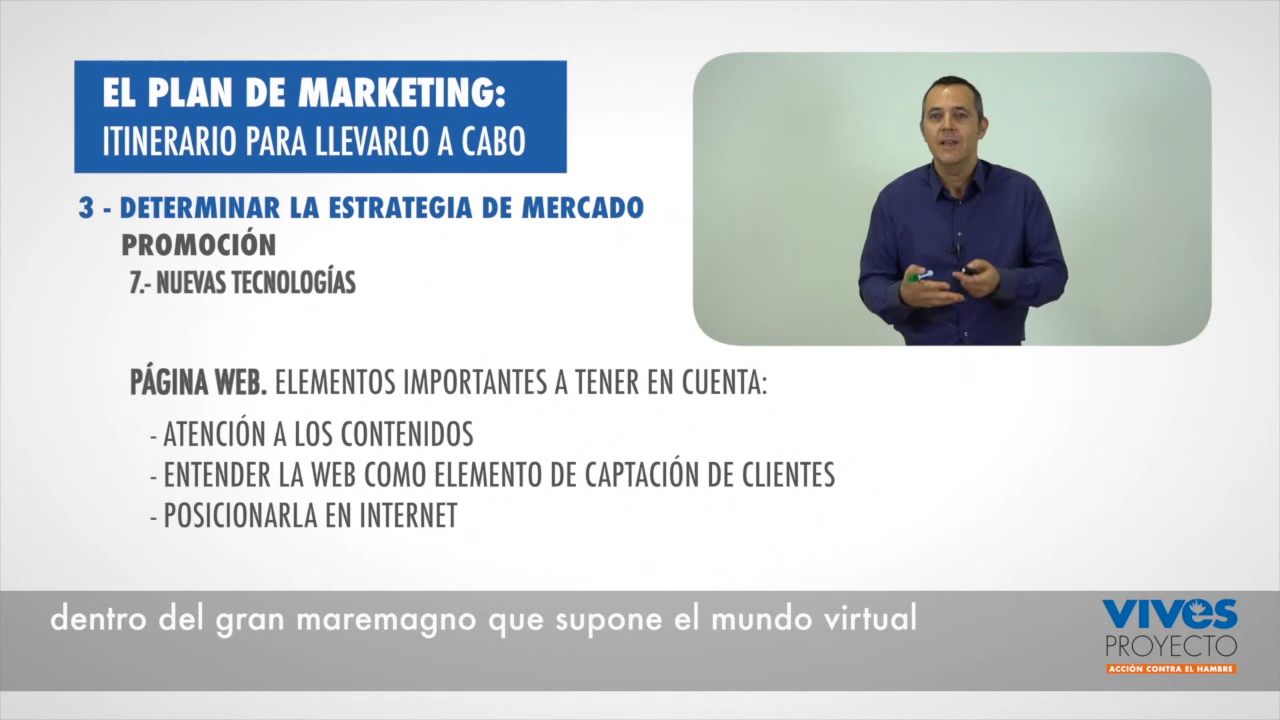 EL PLAN DE MARKETING:
ITINERARIO PARA LLEVARLO A CABO
3 - DETERMINAR LA ESTRATEGIA DE MERCADO
PROMOCIÓN
7.- NUEVAS TECNOLOGÍAS
PÁGINA WEB. ELEMENTOS IMPORTANTES A TENER EN CUENTA:
- ATENCIÓN A LOS CONTENIDOS
- ENTENDER LA WEB COMO ELEMENTO DE CAPTACIÓN DE CLIENTES
- POSICIONARLA EN INTERNET
dentro del gran maremagno que supone el mundo virtual
VIVES
PROYECTO
ACCIÓN CONTRA EL HAMBRE